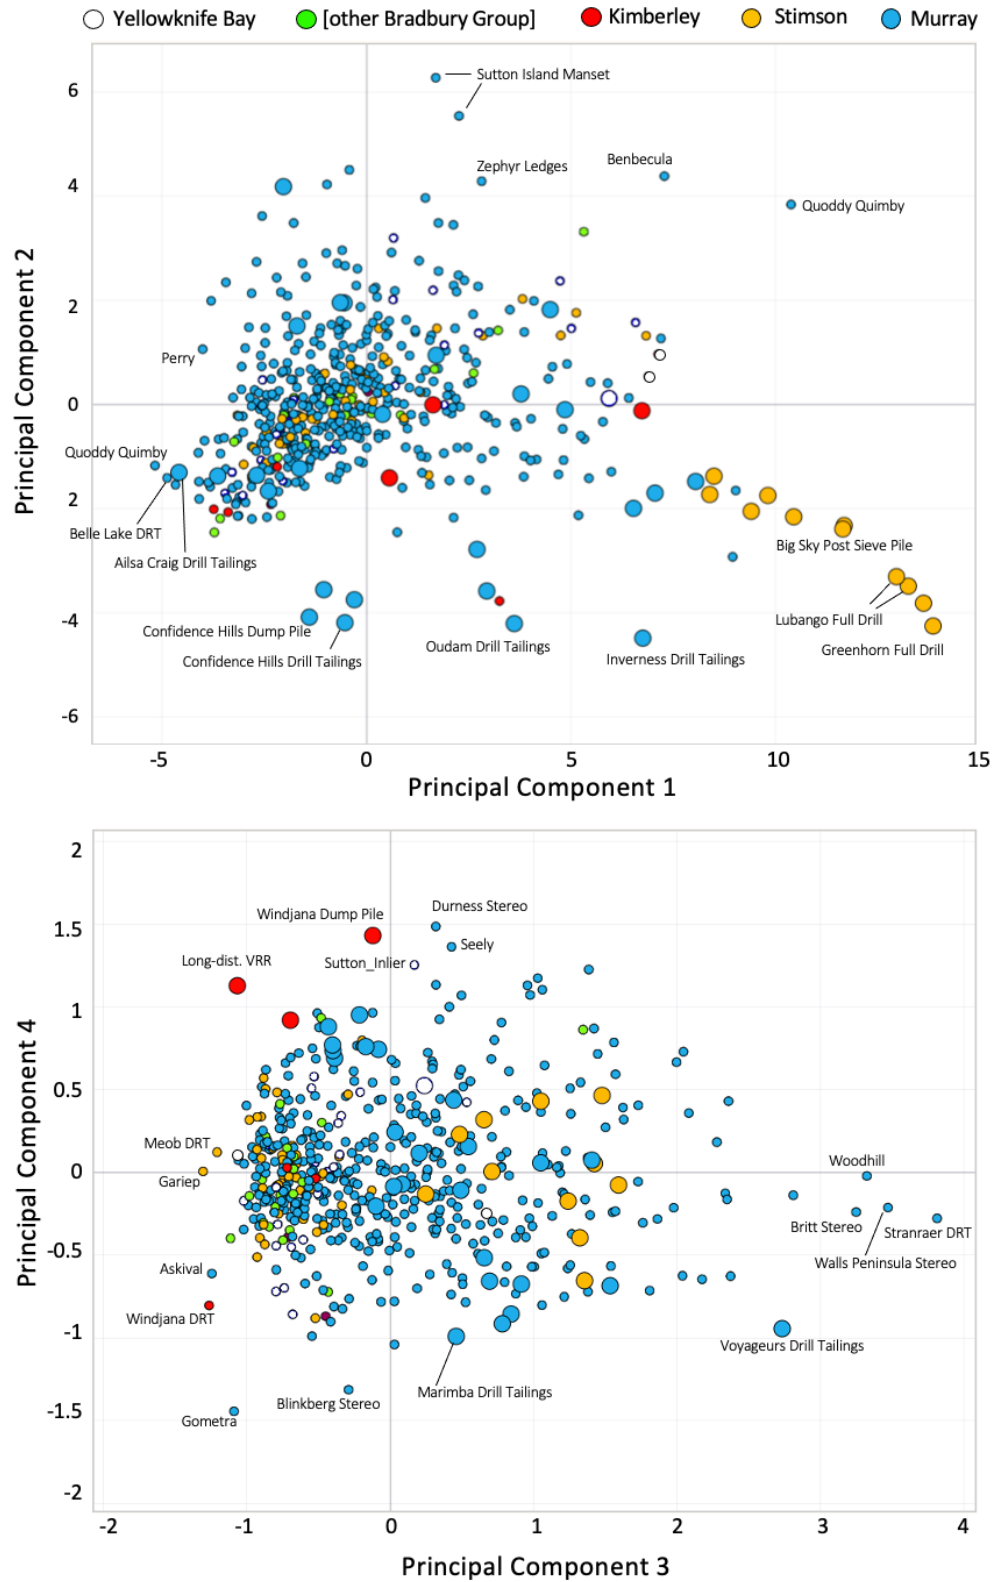 Yellowknife Bay [other Bradbury Group] Kimberley Stimson Murray
6
Sutton Island Manset
Zephyr Ledges
Benbecula
4
Quoddy Quimby
2
Perry
0
Quoddy Quimby
2
Belle Lake DRT
Big Sky Post Sieve Pile
Ailsa Craig Drill Tailings
-4
Lubango Full Drill
Confidence Hills Dump Pile
Oudam Drill Tailings
Greenhorn Full Drill
Confidence Hills Drill Tailings
Inverness Drill Tailings
-6
Principal Component 2
-5 0 5 10 15
Principal Component 1
2
Durness Stereo
Windjana Dump Pile
1.5
Seely
Long-dist. VRR
Sutton_Inlier
1
0.5
Meob DRT
0
Woodhill
Gariep
Britt Stereo
Stranraer DRT
-0.5
Walls Peninsula Stereo
Askival
Windjana DRT
-1
Voyageurs Drill Tailings
Marimba Drill Tailings
Blinkberg Stereo
-1.5
Gometra
-2
Principal Component 4
-2 -1 0 1 2 3 4
Principal Component 3